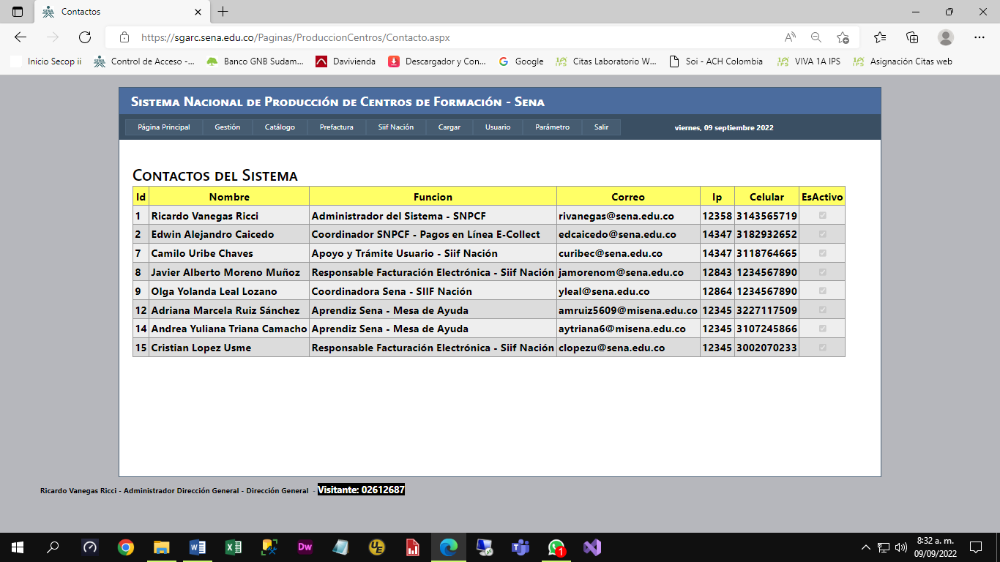 Contactos
https://sgarc.sena.edu.co/Paginas/ProduccionCentros/Contacto.aspx
Inicio Secop ii Control de Acceso -... Banco GNB Sudam... Davivienda Descargador y Con... Google Citas Laboratorio W... Soi - ACH Colombia VIVA 1A IPS Asignación Citas web
Sistema Nacional de Producción de Centros de Formación - Sena
Página Principal Gestión Catálogo Prefactura Siif Nación Cargar Usuario Parámetro Salir viernes, 09 septiembre 2022
Contactos del Sistema
Id Nombre Funcion Correo Ip Celular EsActivo
1 Ricardo Vanegas Ricci Administrador del Sistema - SNPCF rivanegas@sena.edu.co 12358 3143565719
2 Edwin Alejandro Caicedo Coordinador SNPCF - Pagos en Línea E-Collect edcaicedo@sena.edu.co 14347 3182932652
7 Camilo Uribe Chaves Apoyo y Trámite Usuario - Siif Nación curibec@sena.edu.co 14347 3118764665
8 Javier Alberto Moreno Muñoz Responsable Facturación Electrónica - Siif Nación jamorenom@sena.edu.co 12843 1234567890
9 Olga Yolanda Leal Lozano Coordinadora Sena - SIIF Nación yleal@sena.edu.co 12864 1234567890
12 Adriana Marcela Ruiz Sánchez Aprendiz Sena - Mesa de Ayuda amruiz5609@misena.edu.co 12345 3227117509
14 Andrea Yuliana Triana Camacho Aprendiz Sena - Mesa de Ayuda aytriana6@misena.edu.co 12345 3107245866
15 Cristian Lopez Usme Responsable Facturación Electrónica - Siif Nación clopezu@sena.edu.co 12345 3002070233
Ricardo Vanegas Ricci - Administrador Dirección General - Dirección General - Visitante: 02612687
8:32 a. m.
09/09/2022